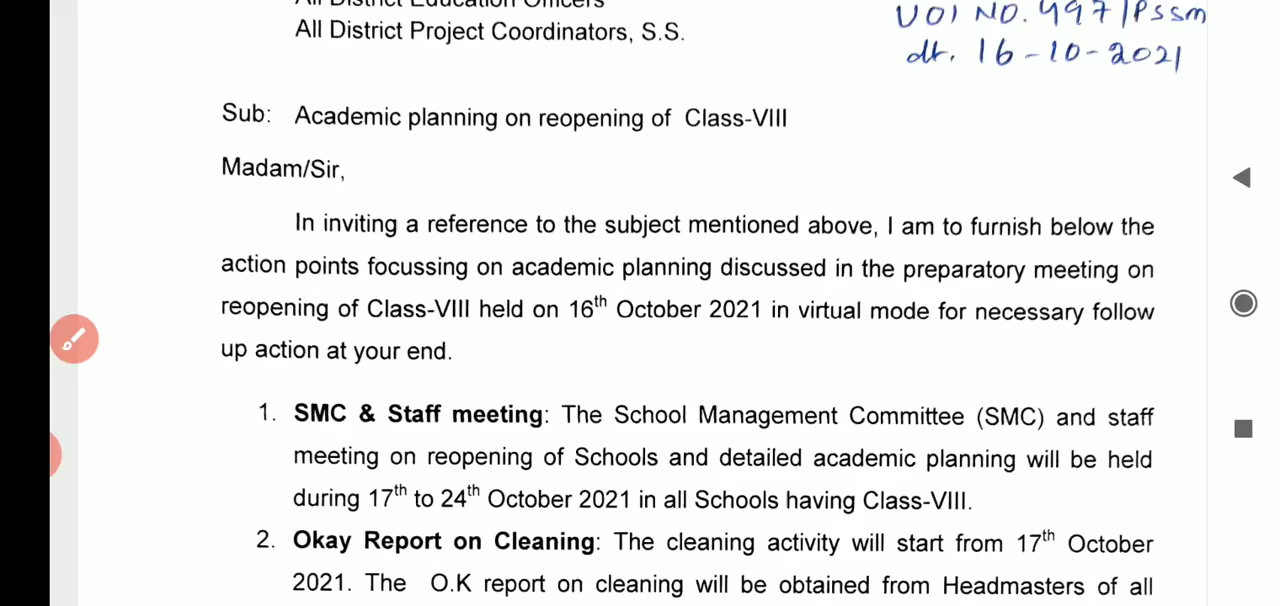 All District Education Officers
All District Project Coordinators, S.S.
UOI NO. 497/PSSM
dt. 16-10-2021
Sub: Academic planning on reopening of Class-VIII
Madam/Sir,
In inviting a reference to the subject mentioned above, I am to furnish below the
action points focussing on academic planning discussed in the preparatory meeting on
reopening of Class-VIII held on 16th October 2021 in virtual mode for necessary follow
up action at your end.
1. SMC & Staff meeting: The School Management Committee (SMC) and staff
meeting on reopening of Schools and detailed academic planning will be held
during 17th to 24th October 2021 in all Schools having Class-VIII.
2. Okay Report on Cleaning: The cleaning activity will start from 17th October
2021. The O.K report on cleaning will be obtained from Headmasters of all